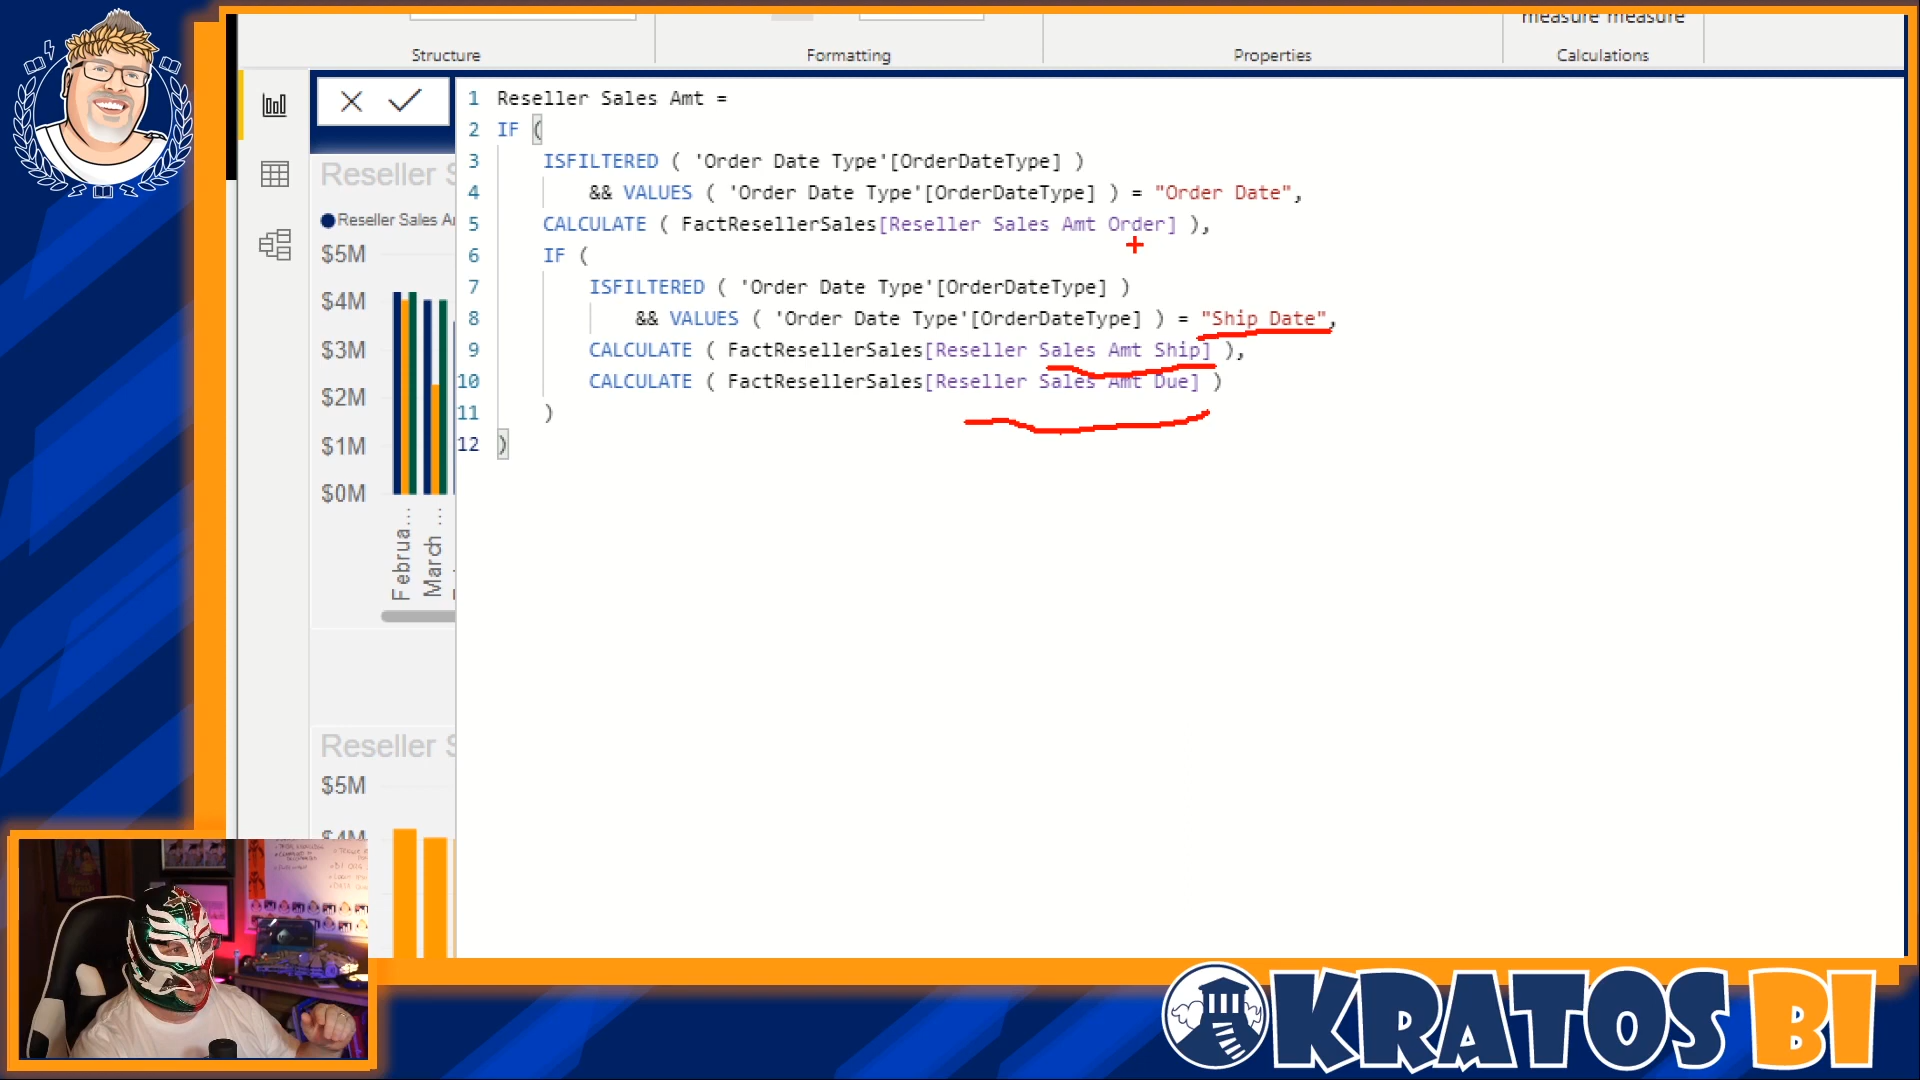 measure measure
Structure
Formatting
Properties
Calculations
1 Reseller Sales Amt =
2 IF (
3 ISFILTERED ( 'Order Date Type'[OrderDateType] )
4 && VALUES ( 'Order Date Type'[OrderDateType] ) = "Order Date",
5 CALCULATE ( FactResellerSales[Reseller Sales Amt Order] ),
6 IF (
7 ISFILTERED ( 'Order Date Type'[OrderDateType] )
8 && VALUES ( 'Order Date Type'[OrderDateType] ) = "Ship Date",
9 CALCULATE ( FactResellerSales[Reseller Sales Amt Ship] ),
10 CALCULATE ( FactResellerSales[Reseller Sales Amt Due] )
11 )
12 )
Reseller S
Reseller Sales Ar
$5M
$4M
$3M
$2M
$1M
$0M
Februa...
March ...
Reseller S
$5M
$4M
KRATOS BI